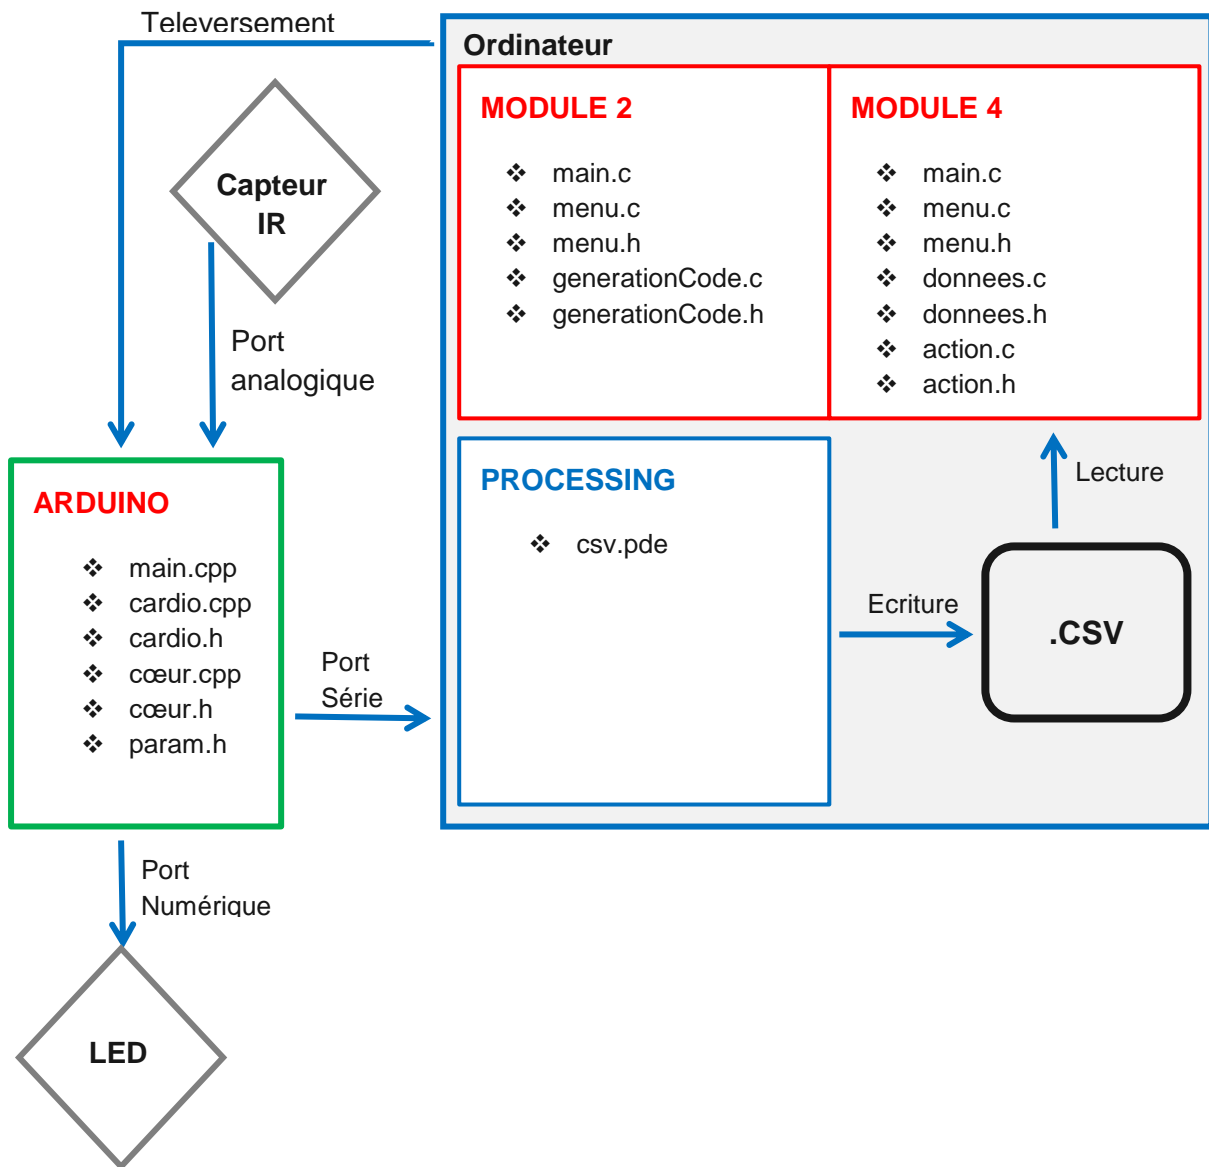 Televersement
Ordinateur
Capteur
IR
Port
analogique
MODULE 2
❖ main.c
❖ menu.c
❖ menu.h
❖ generationCode.c
❖ generationCode.h
MODULE 4
❖ main.c
❖ menu.c
❖ menu.h
❖ donnees.c
❖ donnees.h
❖ action.c
❖ action.h
ARDUINO
❖ main.cpp
❖ cardio.cpp
❖ cardio.h
❖ cœur.cpp
❖ cœur.h
❖ param.h
Port
Série
PROCESSING
❖ csv.pde
Ecriture
Lecture
.CSV
Port
Numérique
LED